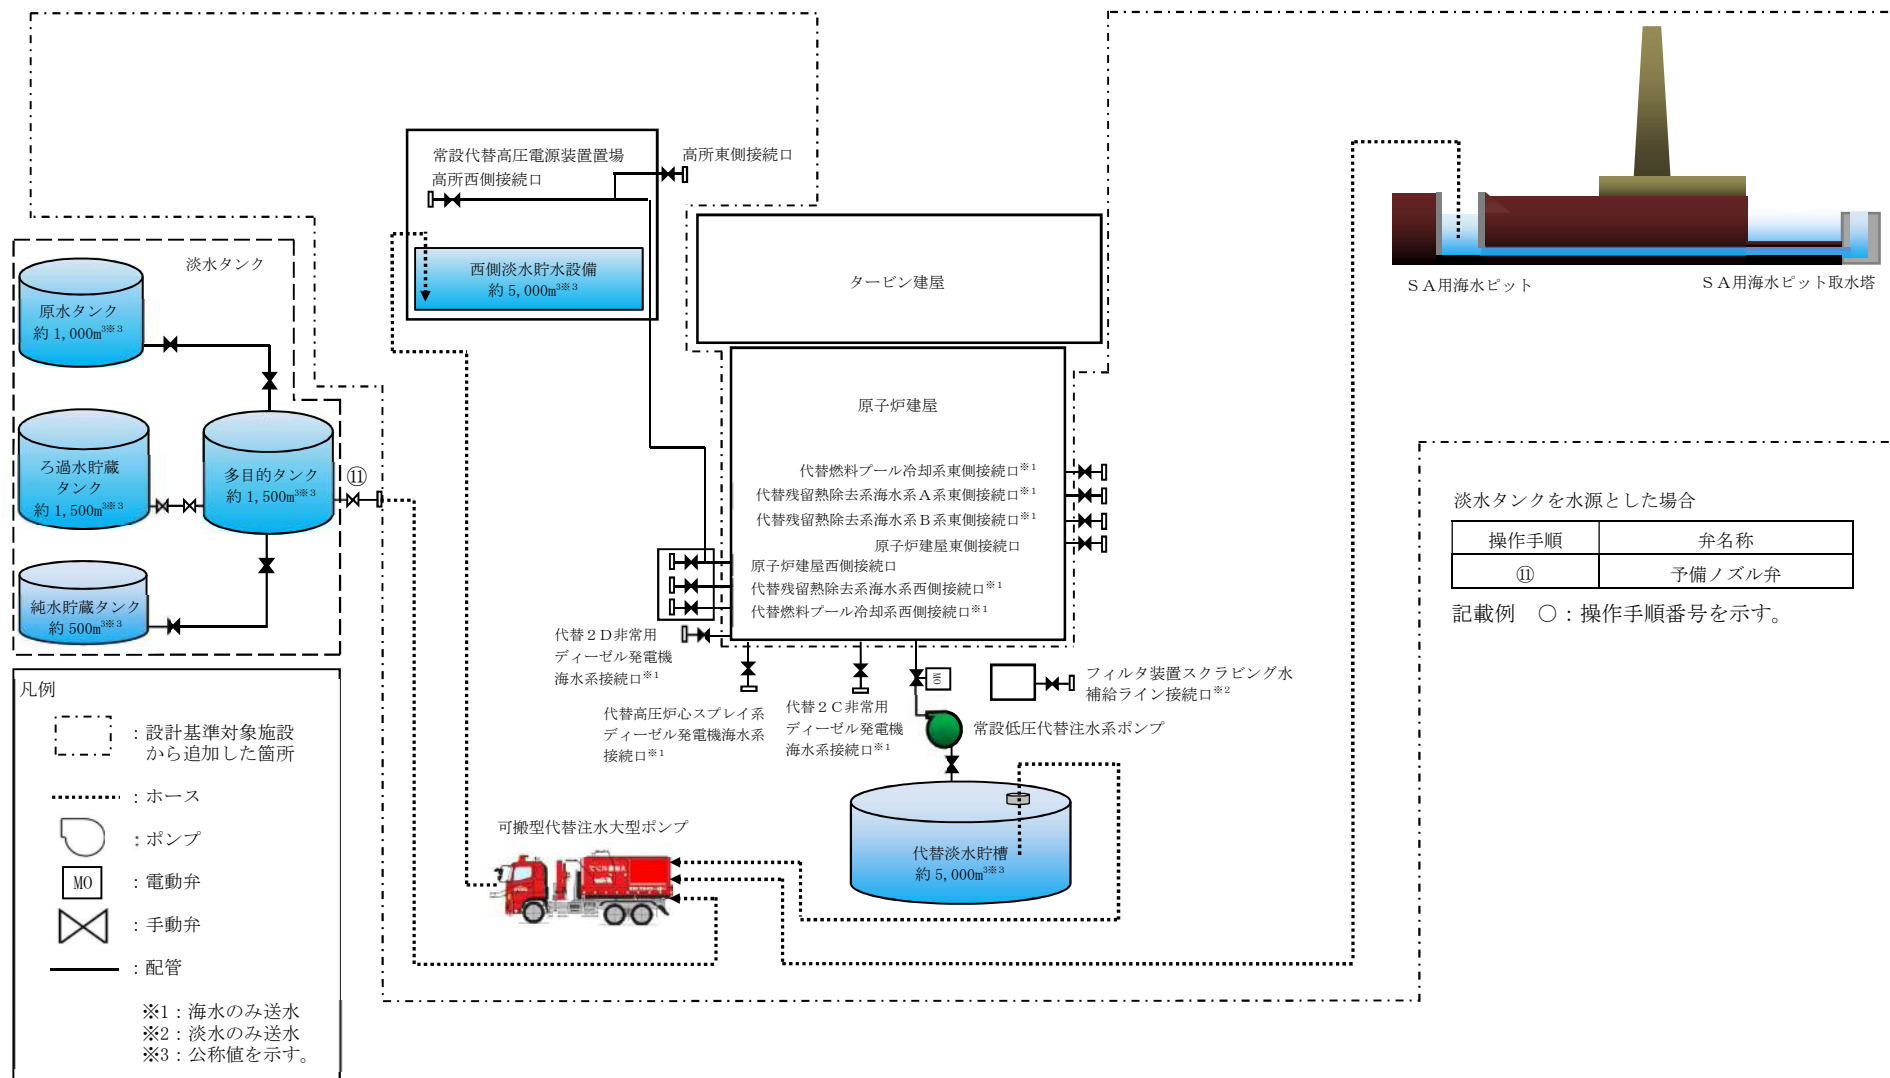 常設代替高圧電源装置置場
高所西側接続口
高所東側接続口
西側淡水貯水設備
約5,000m³※3
淡水タンク
原水タンク
約1,000m³※3
ろ過水貯蔵
タンク
約1,500m³※3
多目的タンク
約1,500m³※3
⑪
純水貯蔵タンク
約500m³※3
タービン建屋
原子炉建屋
代替燃料プール冷却系東側接続口※1
代替残留熱除去系海水系A系東側接続口※1
代替残留熱除去系海水系B系東側接続口※1
原子炉建屋東側接続口
原子炉建屋西側接続口
代替残留熱除去系海水系西側接続口※1
代替燃料プール冷却系西側接続口※1
代替2D非常用
ディーゼル発電機
海水系接続口※1
代替高圧炉心スプレイ系
ディーゼル発電機海水系
接続口※1
代替2C非常用
ディーゼル発電機
海水系接続口※1
MO
フィルタ装置スクラビング水
補給ライン接続口※2
常設低圧代替注水系ポンプ
代替淡水貯槽
約5,000m³※3
可搬型代替注水大型ポンプ
SA用海水ピット
SA用海水ピット取水塔
淡水タンクを水源とした場合
操作手順 弁名称
⑪ 予備ノズル弁
記載例 ○:操作手順番号を示す。
凡例
:設計基準対象施設
から追加した箇所
:ホース
:ポンプ
MO :電動弁
:手動弁
:配管
※1:海水のみ送水
※2:淡水のみ送水
※3:公称値を示す。